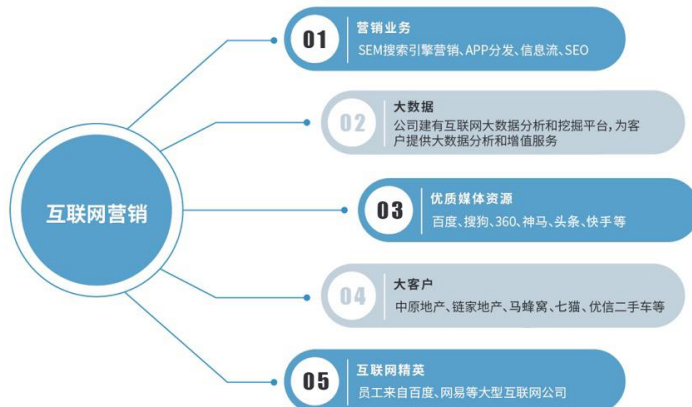 互联网营销
01
营销业务
SEM搜索引擎营销、APP分发、信息流、SEO
02
大数据
公司建有互联网大数据分析和挖掘平台,为客
户提供大数据分析和增值服务
03
优质媒体资源
百度、搜狗、360、神马、头条、快手等
04
大客户
中原地产、链家地产、马蜂窝、七猫、优信二手车等
05
互联网精英
员工来自百度、网易等大型互联网公司